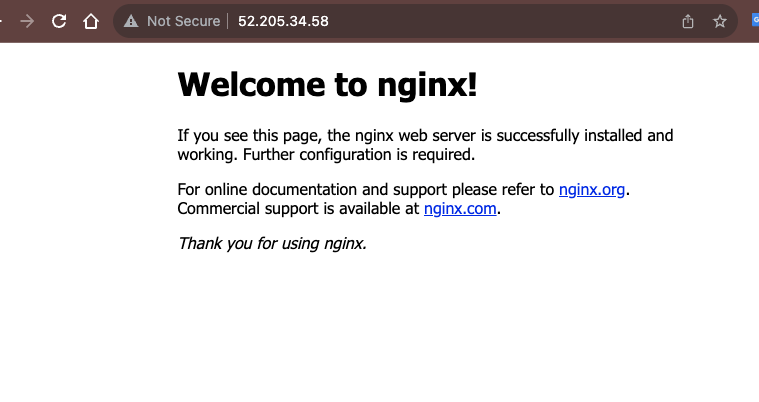 Not Secure | 52.205.34.58
Welcome to nginx!
If you see this page, the nginx web server is successfully installed and
working. Further configuration is required.
For online documentation and support please refer to nginx.org.
Commercial support is available at nginx.com.
Thank you for using nginx.